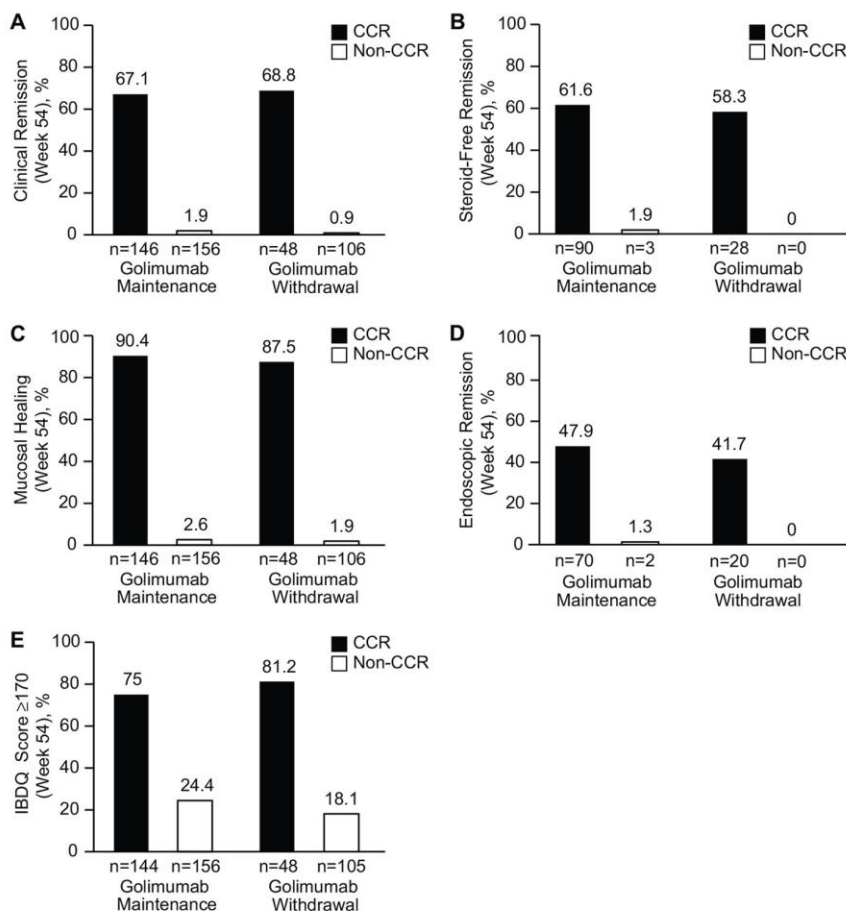 A
100
80
60
40
20
0
Clinical Remission
(Week 54), %
CCR
Non-CCR
67.1
1.9
68.8
0.9
n=146 n=156 n=48 n=106
Golimumab Golimumab
Maintenance Withdrawal
B
100
80
60
40
20
0
Steroid-Free Remission
(Week 54), %
CCR
Non-CCR
61.6
1.9
58.3
0
n=90 n=3 n=28 n=0
Golimumab Golimumab
Maintenance Withdrawal
C
100
80
60
40
20
0
Mucosal Healing
(Week 54), %
CCR
Non-CCR
90.4
2.6
87.5
1.9
n=146 n=156 n=48 n=106
Golimumab Golimumab
Maintenance Withdrawal
D
100
80
60
40
20
0
Endoscopic Remission
(Week 54), %
CCR
Non-CCR
47.9
1.3
41.7
0
n=70 n=2 n=20 n=0
Golimumab Golimumab
Maintenance Withdrawal
E
100
80
60
40
20
0
IBDQ Score ≥170
(Week 54), %
CCR
Non-CCR
75
24.4
81.2
18.1
n=144 n=156 n=48 n=105
Golimumab Golimumab
Maintenance Withdrawal